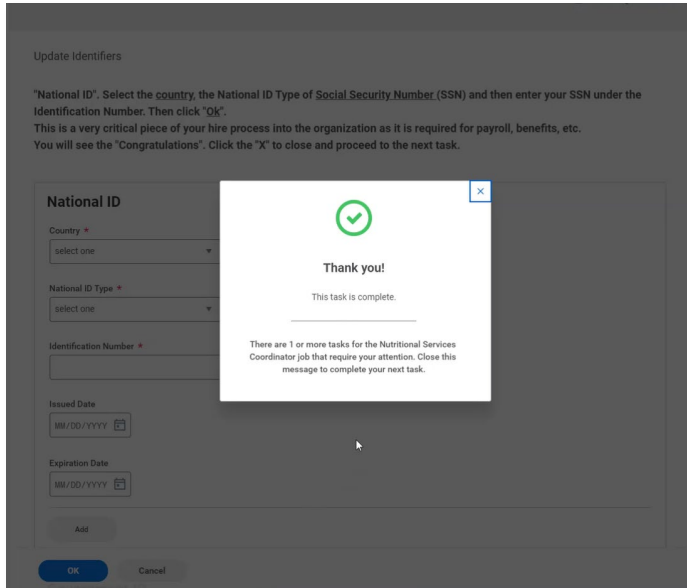 Update Identifiers
"National ID". Select the country, the National ID Type of Social Security Number (SSN) and then enter your SSN under the
Identification Number. Then click "Ok".
This is a very critical piece of your hire process into the organization as it is required for payroll, benefits, etc.
You will see the "Congratulations". Click the "X" to close and proceed to the next task.
National ID
Country *
select one
National ID Type *
select one
Identification Number *
Issued Date
MM/DD/YYYY
Expiration Date
MM/DD/YYYY
Add
OK Cancel
Thank you!
This task is complete.
There are 1 or more tasks for the Nutritional Services
Coordinator job that require your attention. Close this
message to complete your next task.